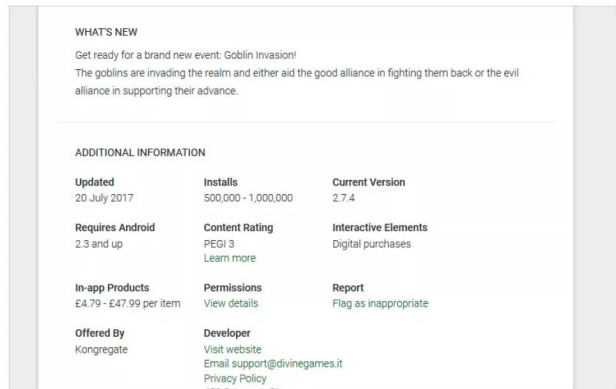 WHAT'S NEW
Get ready for a brand new event: Goblin Invasion!
The goblins are invading the realm and either aid the good alliance in fighting them back or the evil
alliance in supporting their advance.
ADDITIONAL INFORMATION
Updated Installs Current Version
20 July 2017 500,000 - 1,000,000 2.7.4
Requires Android Content Rating Interactive Elements
2.3 and up PEGI 3 Digital purchases
Learn more
In-app Products Permissions Report
£4.79 - £47.99 per item View details Flag as inappropriate
Offered By Developer
Kongregate Visit website
Email support@divinegames.it
Privacy Policy